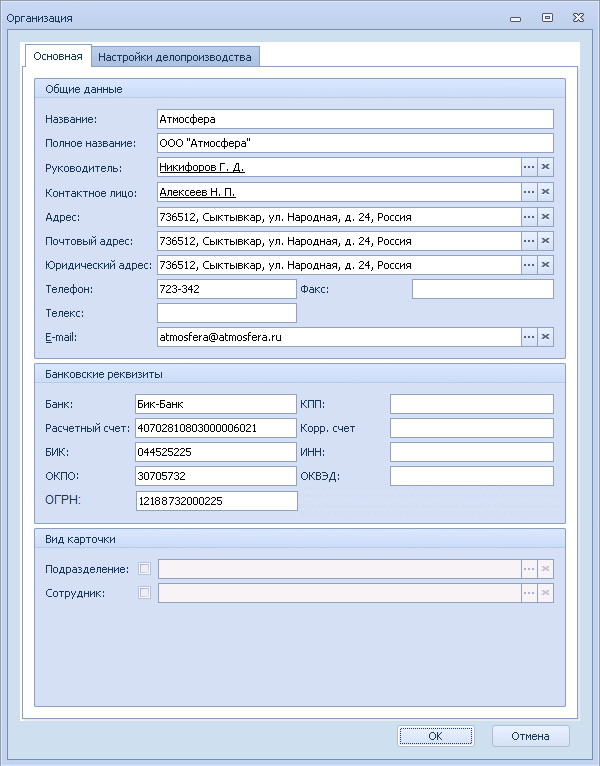 Организация
Основная Настройки делопроизводства
Общие данные
Название: Атмосфера
Полное название: ООО "Атмосфера"
Руководитель: Никифоров Г. Д.
Контактное лицо: Алексеев Н. П.
Адрес: 736512, Сыктывкар, ул. Народная, д. 24, Россия
Почтовый адрес: 736512, Сыктывкар, ул. Народная, д. 24, Россия
Юридический адрес: 736512, Сыктывкар, ул. Народная, д. 24, Россия
Телефон: 723-342 Факс:
Телекс:
E-mail: atmosfera@atmosfera.ru
Банковские реквизиты
Банк: Бик-Банк КПП:
Расчетный счет: 40702810803000006021 Корр. счет
БИК: 044525225 ИНН:
ОКПО: 30705732 ОКВЭД:
ОГРН: 12188732000225
Вид карточки
Подразделение:
Сотрудник:
ОК Отмена